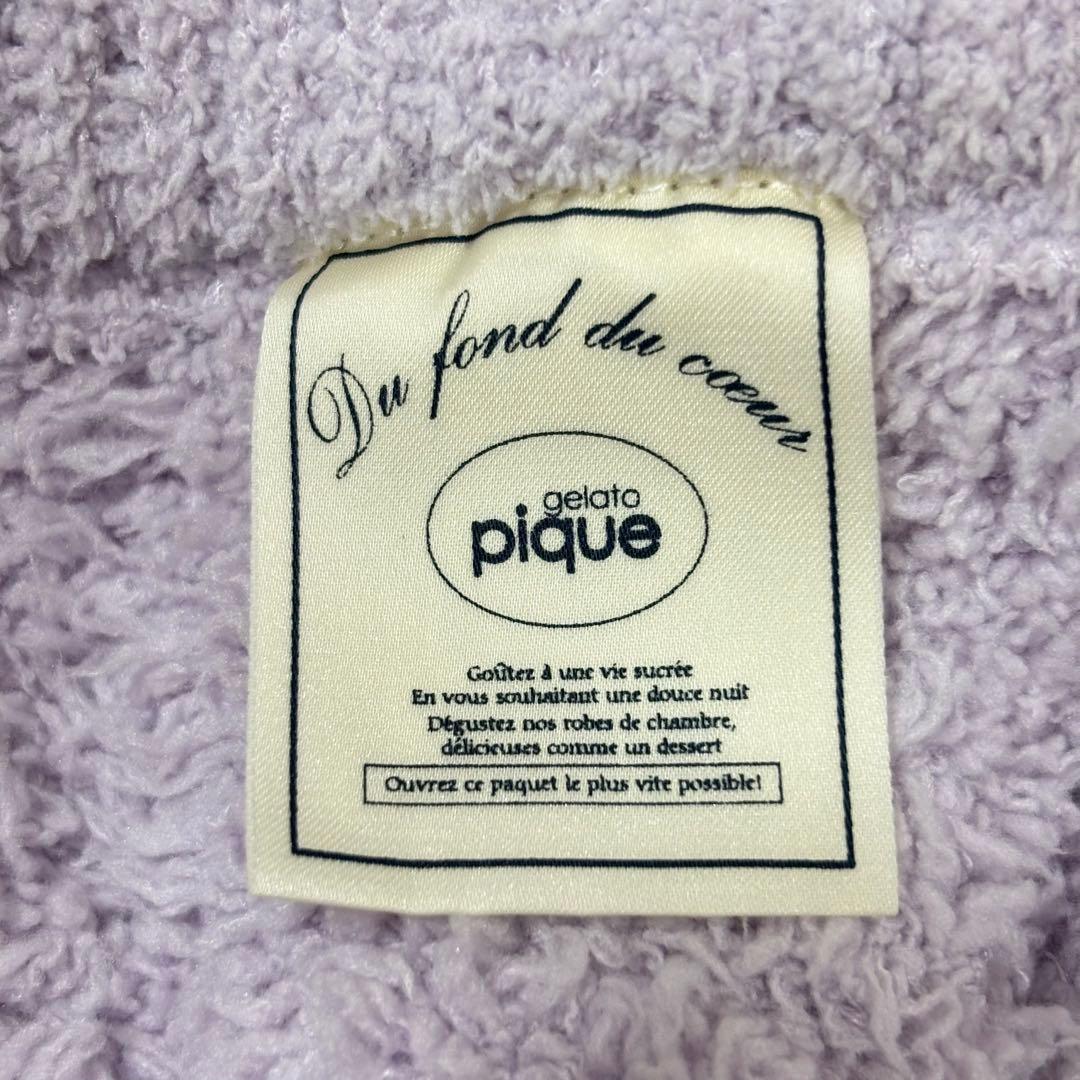 Du fond du cœur
gelato
pique
Goûtez à une vie sucrée
En vous souhaitant une douce nuit
Dégustez nos robes de chambre,
délicieuses comme un dessert
Ouvrez ce paquet le plus vite possible!